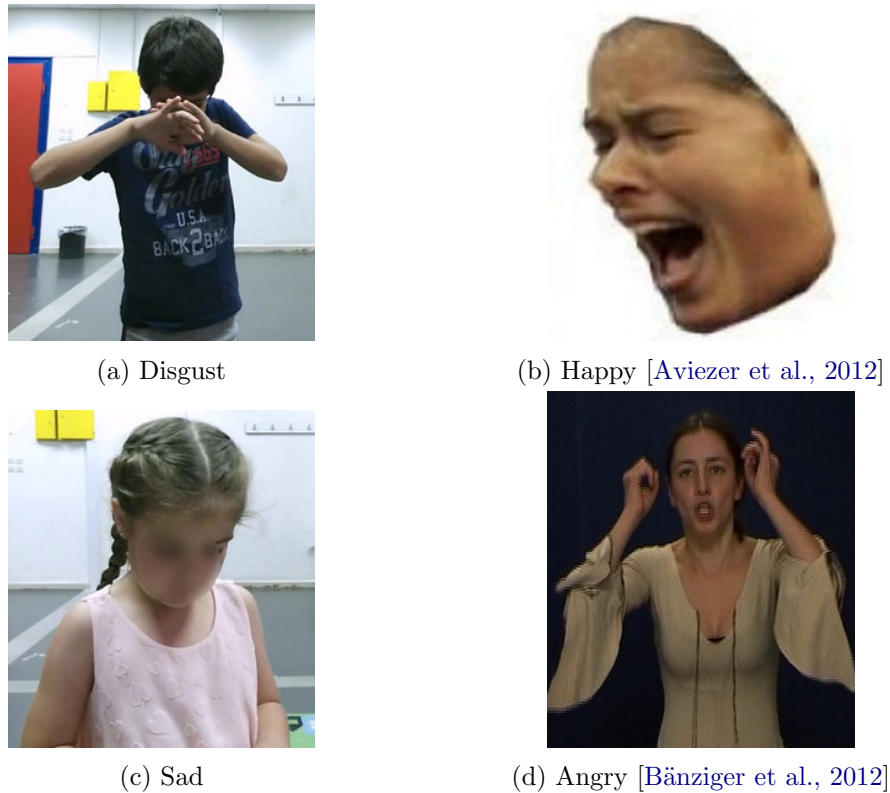 Golden
U.S.A.
BACK 2 BACK
(a) Disgust
(b) Happy [Aviezer et al., 2012]
(c) Sad
(d) Angry [Bänziger et al., 2012]